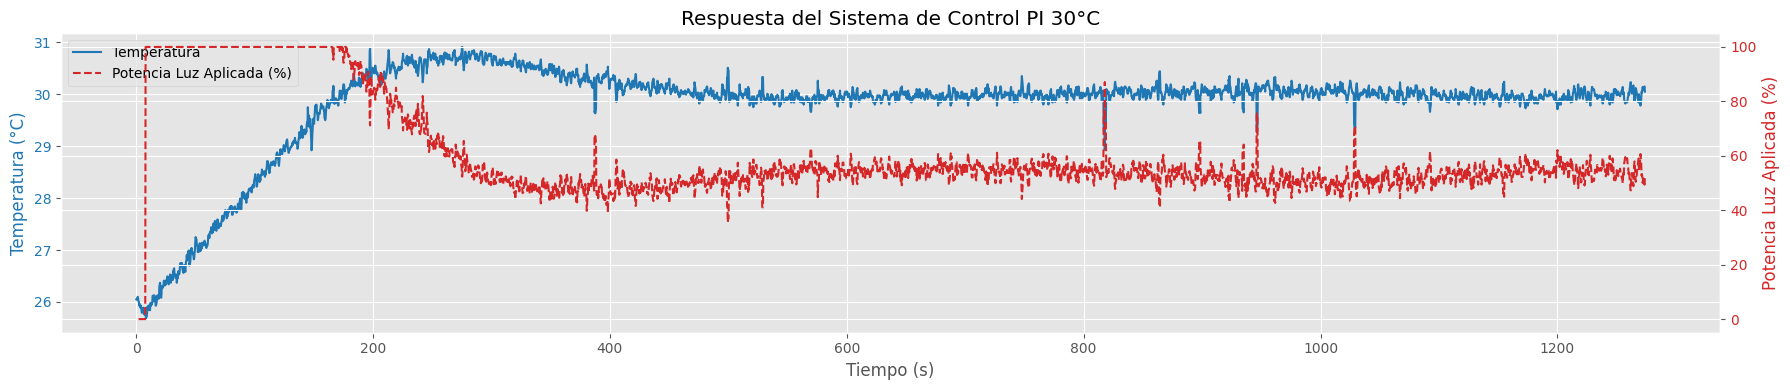 Respuesta del Sistema de Control PI 30°C
Temperatura
Potencia Luz Aplicada (%)
Temperatura (°C)
31
30
29
28
27
26
Potencia Luz Aplicada (%)
100
80
60
40
20
0
0 200 400 600 800 1000 1200
Tiempo (s)